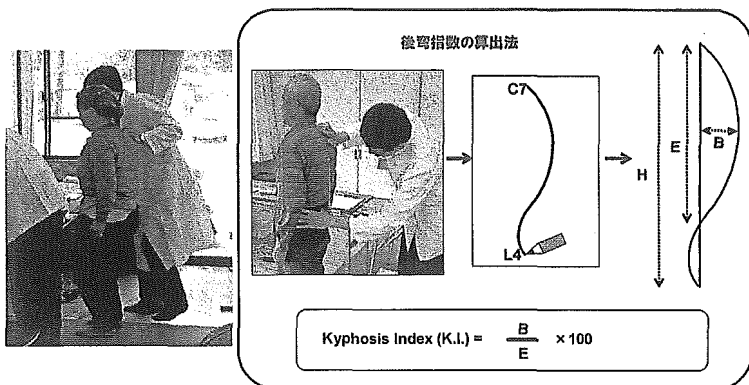 後弯指数の算出法
C7
L4
H
E
B
Kyphosis Index (K.I.) = B / E × 100